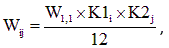 W_ij = (W_1,1 × K1_i × K2_j) / 12 ,